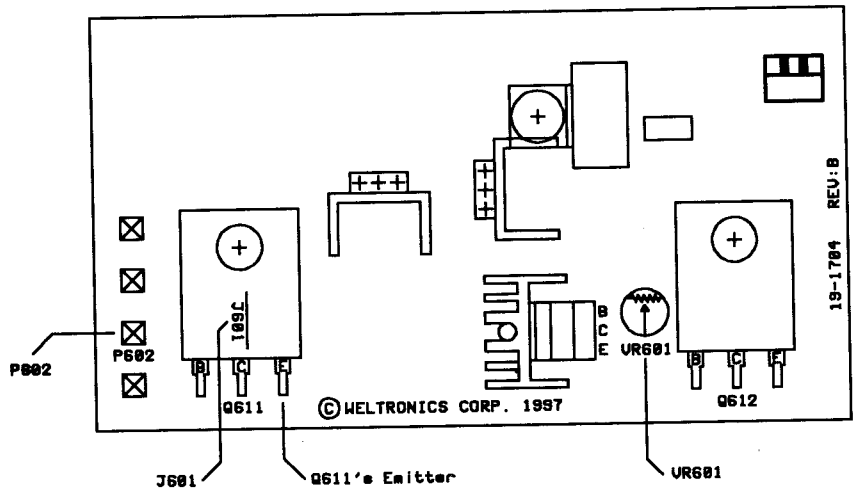 19-1704 REV:B
J601
B
C
E
VR601
P602
P602
B C E
B C E
Q611
Q612
© WELTRONICS CORP. 1997
J601
Q611's Emitter
VR601